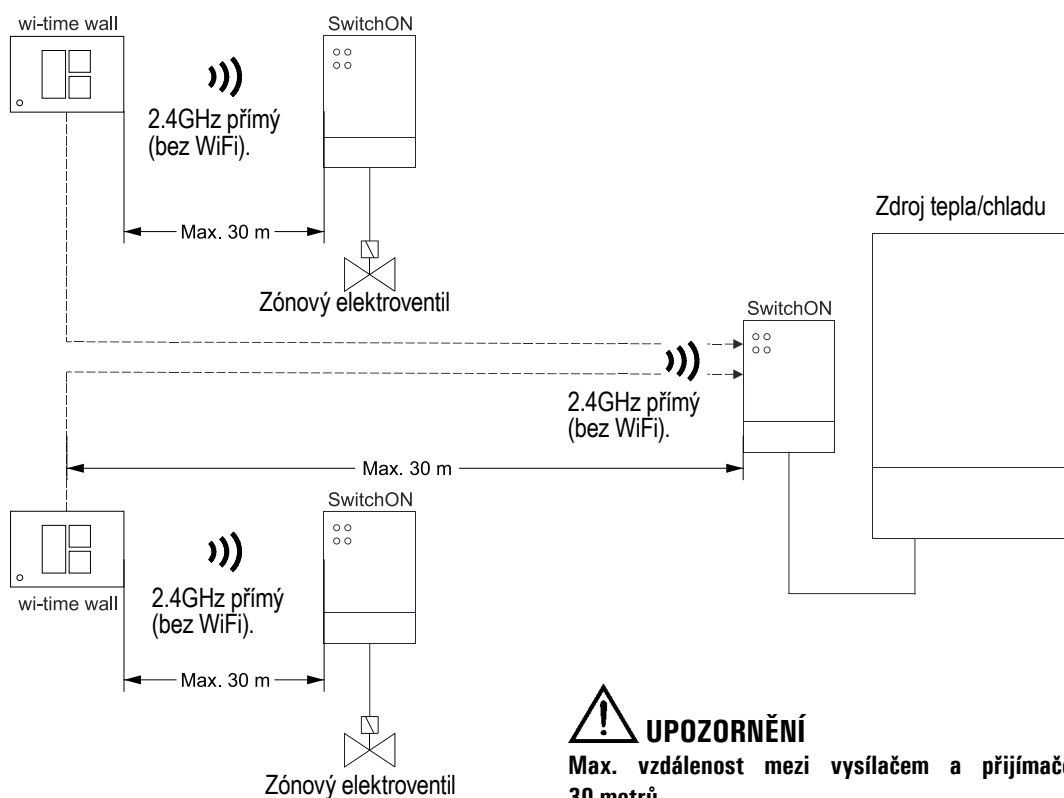 wi-time wall
SwitchON
2.4GHz přímý
(bez WiFi).
Max. 30 m
Zónový elektroventil
Zdroj tepla/chladu
SwitchON
2.4GHz přímý
(bez WiFi).
Max. 30 m
SwitchON
2.4GHz přímý
(bez WiFi).
wi-time wall
Max. 30 m
Zónový elektroventil
UPOZORNĚNÍ
Max. vzdálenost mezi vysílačem a
30 metrů